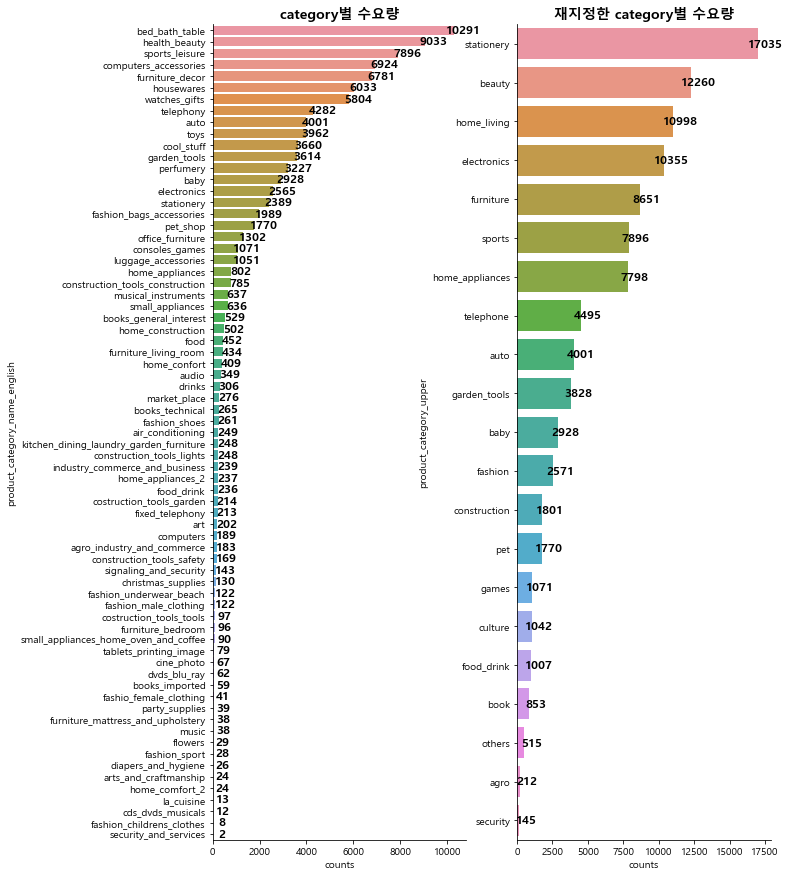 category별 수요량
product_category_name_english
bed_bath_table 10291
health_beauty 9033
sports_leisure 7896
computers_accessories 6924
furniture_decor 6781
housewares 6033
watches_gifts 5804
telephony 4282
auto 4001
toys 3962
cool_stuff 3660
garden_tools 3614
perfumery 3227
baby 2928
electronics 2565
stationery 2389
fashion_bags_accessories 1989
pet_shop 1770
office_furniture 1302
consoles_games 1071
luggage_accessories 1051
home_appliances 802
construction_tools_construction 785
musical_instruments 637
small_appliances 636
books_general_interest 529
home_construction 502
food 452
furniture_living_room 434
home_confort 409
audio 349
drinks 306
market_place 276
books_technical 265
fashion_shoes 261
air_conditioning 249
kitchen_dining_laundry_garden_furniture 248
construction_tools_lights 248
industry_commerce_and_business 239
home_appliances_2 237
food_drink 236
costruction_tools_garden 214
fixed_telephony 213
art 202
computers 189
agro_industry_and_commerce 183
construction_tools_safety 169
signaling_and_security 143
christmas_supplies 130
fashion_underwear_beach 122
fashion_male_clothing 122
costruction_tools_tools 97
furniture_bedroom 96
small_appliances_home_oven_and_coffee 90
tablets_printing_image 79
cine_photo 67
dvds_blu_ray 62
books_imported 59
fashio_female_clothing 41
party_supplies 39
furniture_mattress_and_upholstery 38
music 38
flowers 29
fashion_sport 28
diapers_and_hygiene 26
arts_and_craftmanship 24
home_comfort_2 24
la_cuisine 13
cds_dvds_musicals 12
fashion_childrens_clothes 8
security_and_services 2
0 2000 4000 6000 8000 10000
counts
재지정한 category별 수요량
product_category_upper
stationery 17035
beauty 12260
home_living 10998
electronics 10355
furniture 8651
sports 7896
home_appliances 7798
telephone 4495
auto 4001
garden_tools 3828
baby 2928
fashion 2571
construction 1801
pet 1770
games 1071
culture 1042
food_drink 1007
book 853
others 515
agro 212
security 145
0 2500 5000 7500 10000 12500 15000 17500
counts